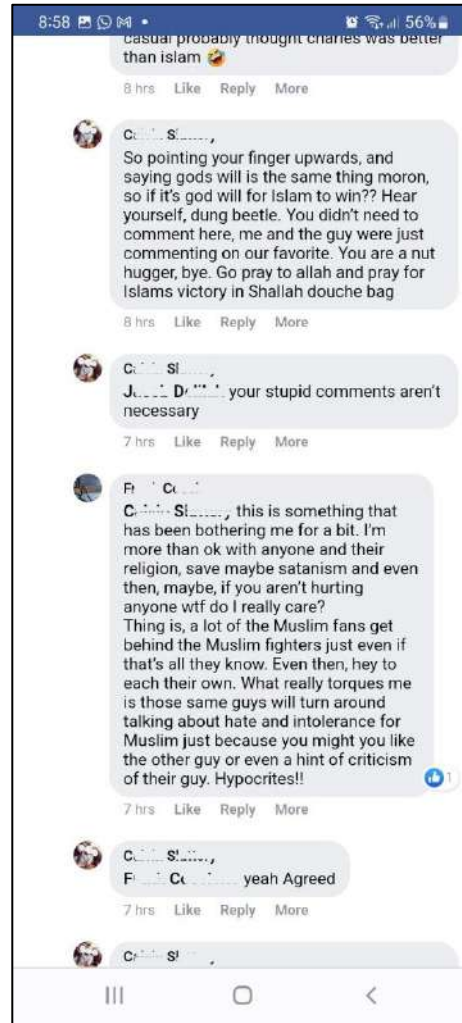 8:58
56%
casual probably thought charles was better
than islam 🤣
8 hrs Like Reply More
So pointing your finger upwards, and
saying gods will is the same thing moron,
so if it's god will for Islam to win?? Hear
yourself, dung beetle. You didn't need to
comment here, me and the guy were just
commenting on our favorite. You are a nut
hugger, bye. Go pray to allah and pray for
Islams victory in Shallah douche bag
8 hrs Like Reply More
your stupid comments aren't
necessary
7 hrs Like Reply More
this is something that
has been bothering me for a bit. I'm
more than ok with anyone and their
religion, save maybe satanism and even
then, maybe, if you aren't hurting
anyone wtf do I really care?
Thing is, a lot of the Muslim fans get
behind the Muslim fighters just even if
that's all they know. Even then, hey to
each their own. What really torques me
is those same guys will turn around
talking about hate and intolerance for
Muslim just because you might you like
the other guy or even a hint of criticism
of their guy. Hypocrites!!
1
7 hrs Like Reply More
yeah Agreed
7 hrs Like Reply More